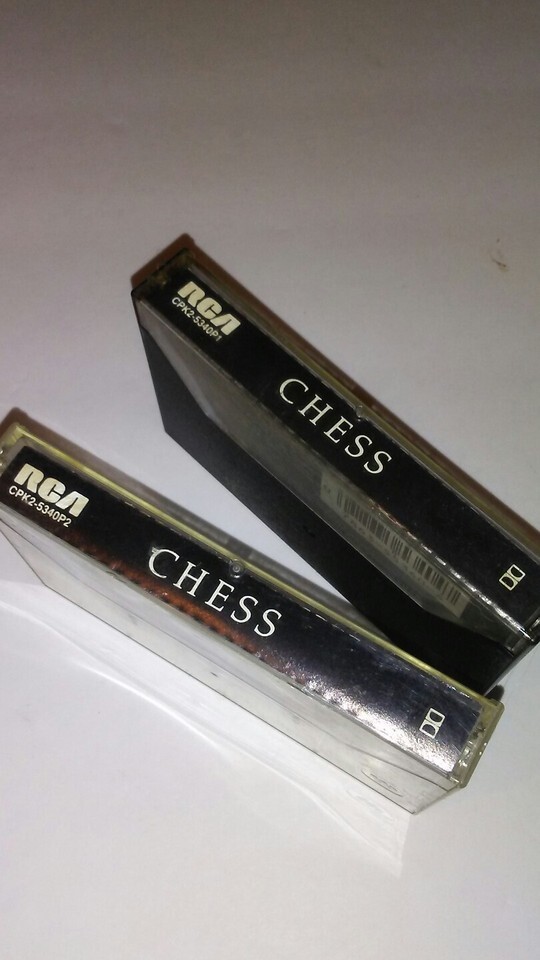 RCA
CPK2-5340P1
CHESS
RCA
CPK2-5340P2
CHESS